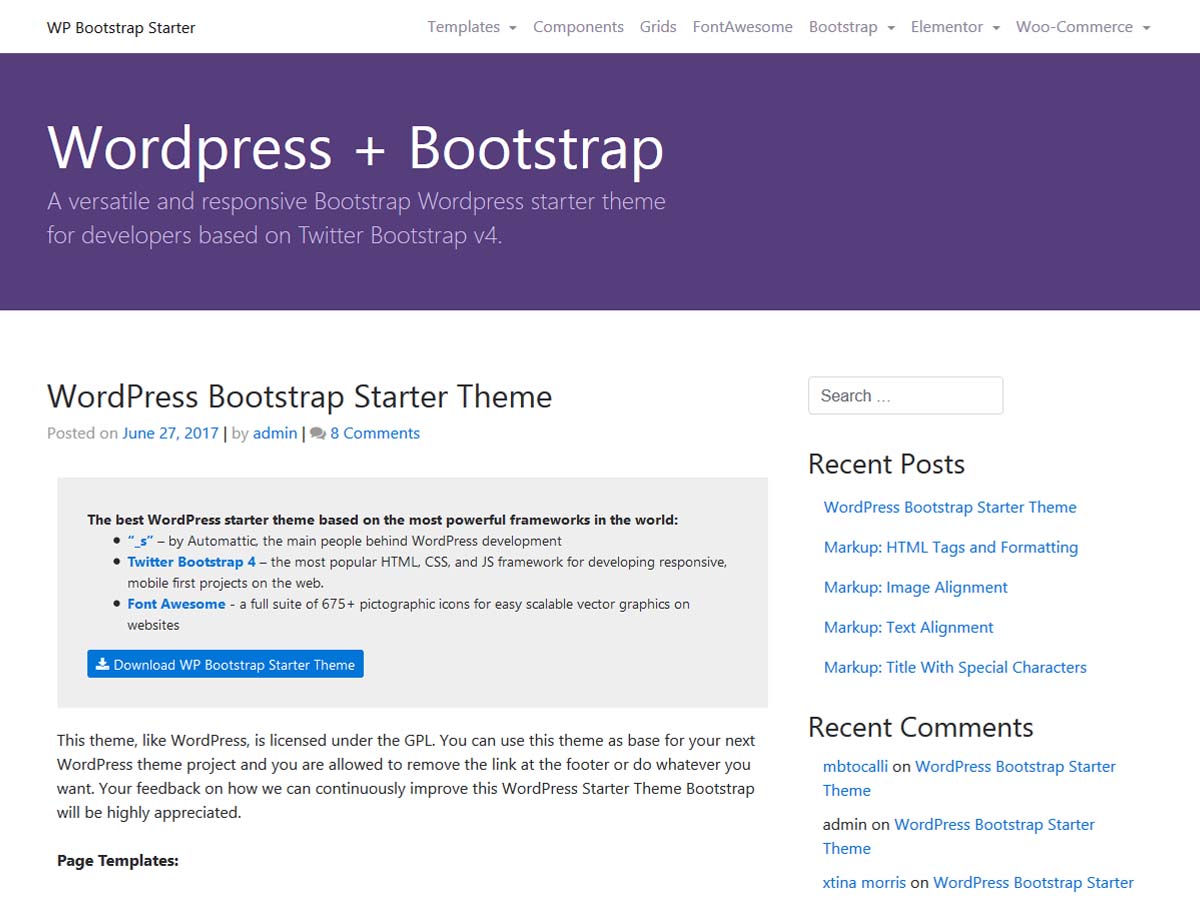 WP Bootstrap Starter
Templates Components Grids FontAwesome Bootstrap Elementor Woo-Commerce
Wordpress + Bootstrap
A versatile and responsive Bootstrap Wordpress starter theme
for developers based on Twitter Bootstrap v4.
WordPress Bootstrap Starter Theme
Posted on June 27, 2017 | by admin | 8 Comments
The best WordPress starter theme based on the most powerful frameworks in the world:
• “_s” – by Automattic, the main people behind WordPress development
• Twitter Bootstrap 4 – the most popular HTML, CSS, and JS framework for developing responsive,
mobile first projects on the web.
• Font Awesome - a full suite of 675+ pictographic icons for easy scalable vector graphics on
websites
Download WP Bootstrap Starter Theme
This theme, like WordPress, is licensed under the GPL. You can use this theme as base for your next
WordPress theme project and you are allowed to remove the link at the footer or do whatever you
want. Your feedback on how we can continuously improve this WordPress Starter Theme Bootstrap
will be highly appreciated.
Page Templates:
Search …
Recent Posts
WordPress Bootstrap Starter Theme
Markup: HTML Tags and Formatting
Markup: Image Alignment
Markup: Text Alignment
Markup: Title With Special Characters
Recent Comments
mbtocalli on WordPress Bootstrap Starter
Theme
admin on WordPress Bootstrap Starter
Theme
xtina morris on WordPress Bootstrap Starter